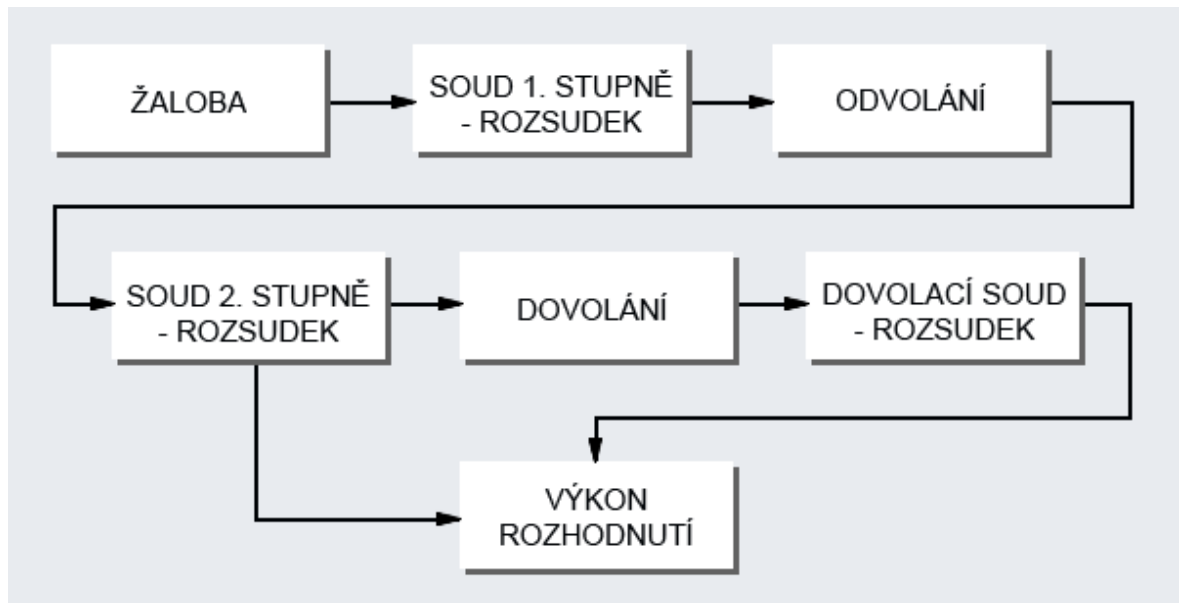 ŽALOBA
SOUD 1. STUPNĚ
- ROZSUDEK
ODVOLÁNÍ
SOUD 2. STUPNĚ
- ROZSUDEK
DOVOLÁNÍ
DOVOLACÍ SOUD
- ROZSUDEK
VÝKON
ROZHODNUTÍ